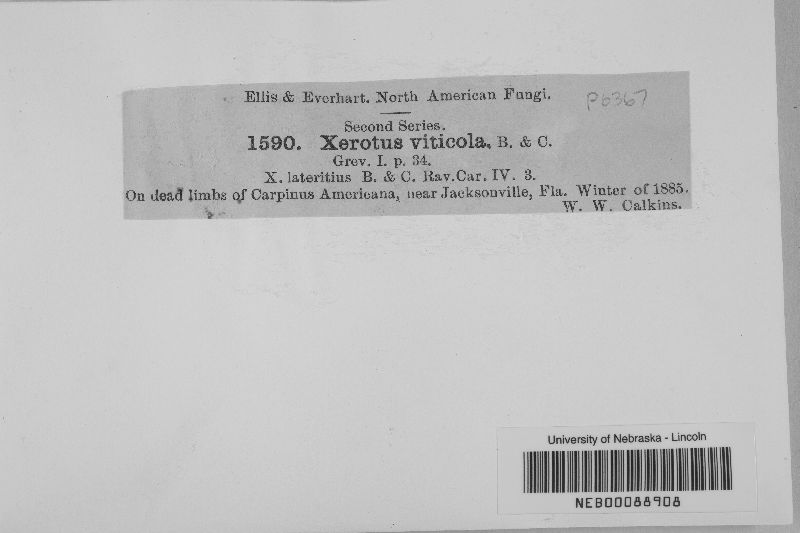 Ellis & Everhart. North American Fungi.
P6367
Second Series.
1590. Xerotus viticola, B. & C.
Grev. I. p. 34.
X. lateritius B. & C. Rav. Car. IV. 3.
On dead limbs of Carpinus Americana, near Jacksonville, Fla. Winter of 1885.
W. W. Calkins.
University of Nebraska - Lincoln
NEB00088908